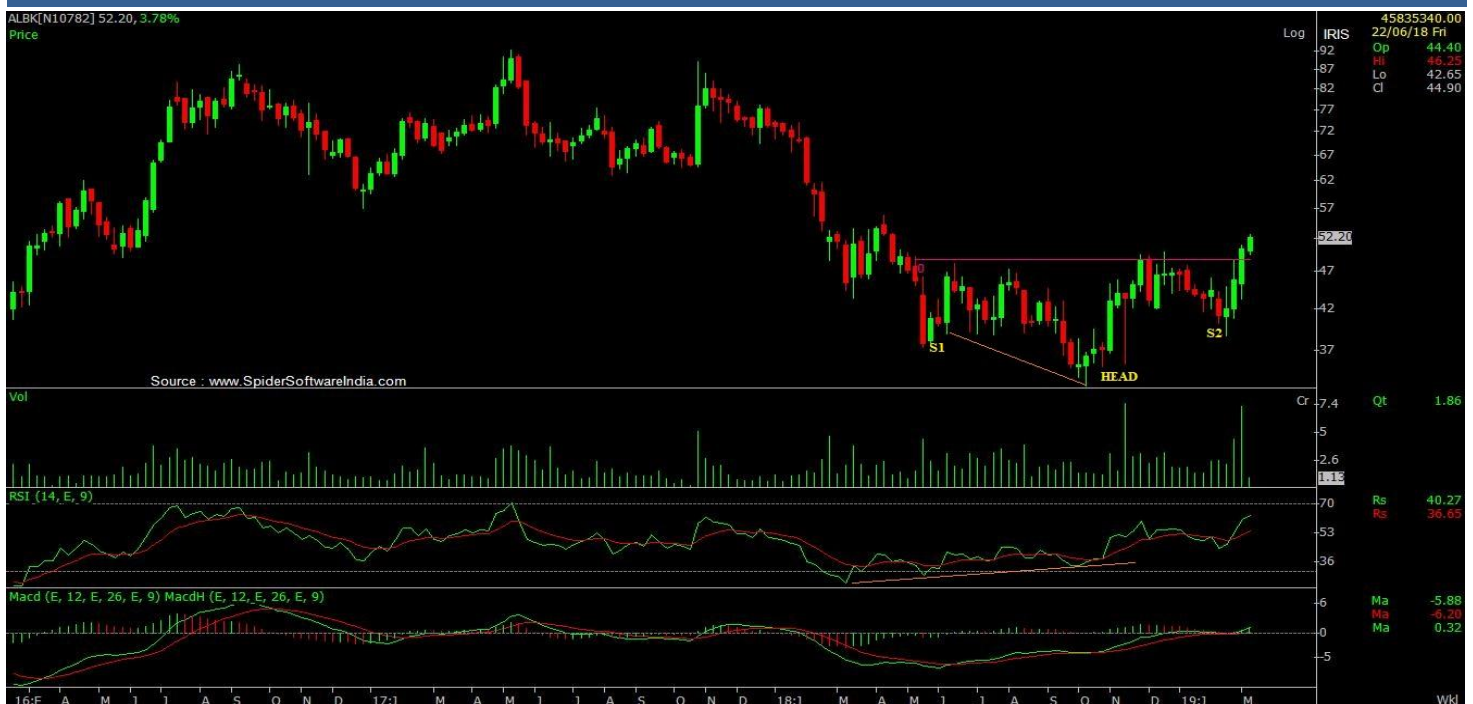 ALBK[N10782] 52.20, 3.78%
Price
Log
IRIS
45835340.00
22/06/18 Fri
Op 44.40
Hi 46.25
Lo 42.65
Cl 44.90
92
87
82
77
72
67
62
57
52.20
47
42
37
0
S1
HEAD
S2
Source : www.SpiderSoftwareIndia.com
Vol
Cr
7.4
5
2.6
1.13
Qt 1.86
RSI (14, E, 9)
70
53
36
Rs 40.27
Rs 36.65
Macd (E, 12, E, 26, E, 9) MacdH (E, 12, E, 26, E, 9)
6
0
-5
Ma -5.88
Ma -6.20
Ma 0.32
16:F A M J J A S O N D 17:J M A M J J A S O N D 18:J M A M J J A S O N D 19:J M
Wkl